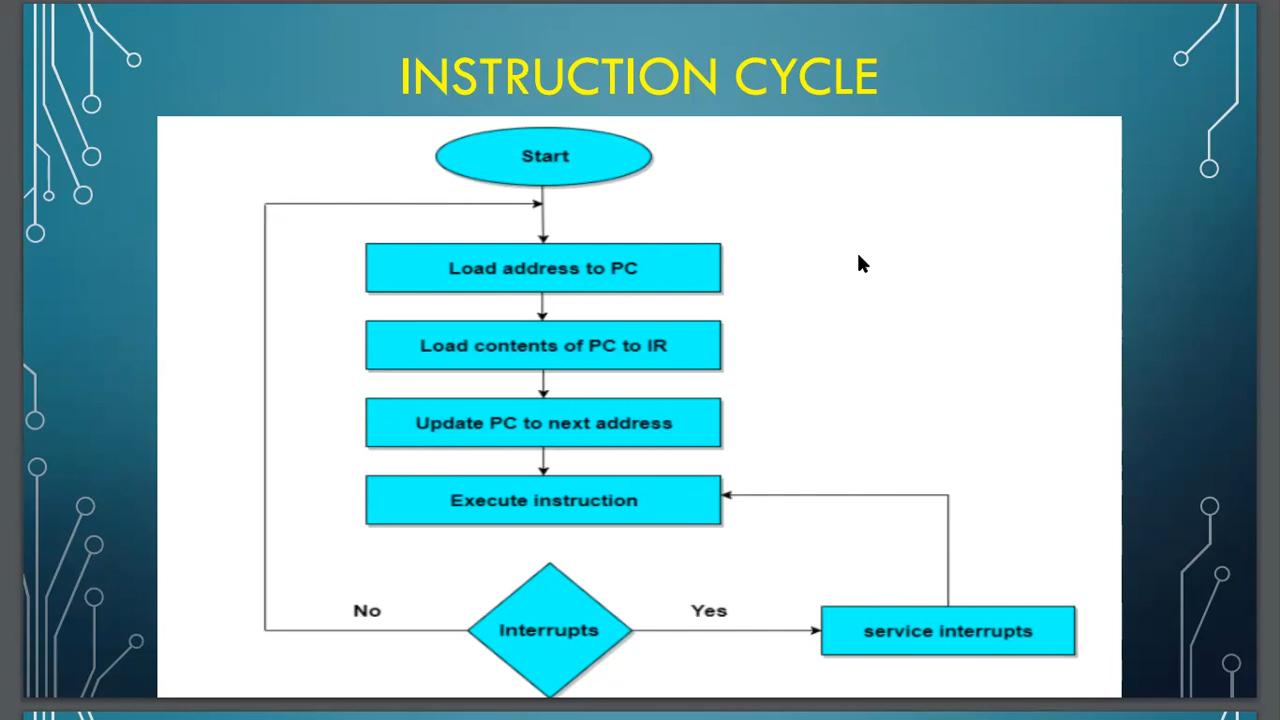 INSTRUCTION CYCLE
Start
Load address to PC
Load contents of PC to IR
Update PC to next address
Execute instruction
No
Interrupts
Yes
service interrupts